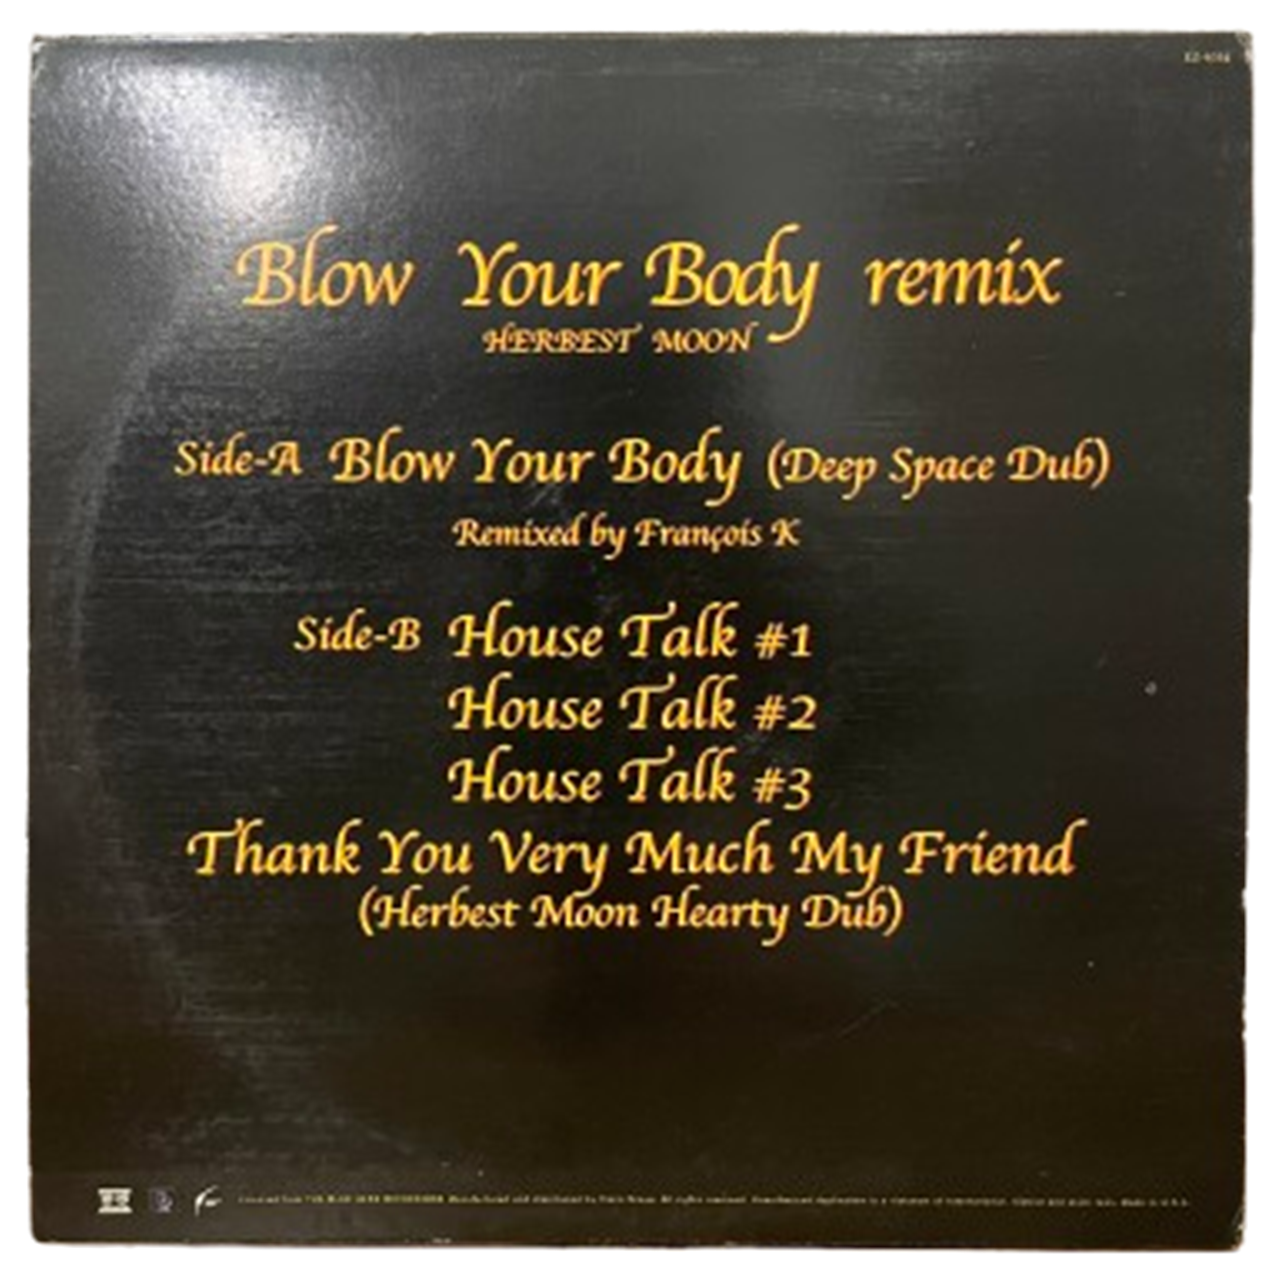 Blow Your Body remix
HERBEST MOON
Side-A Blow Your Body (Deep Space Dub)
Remixed by François K
Side-B House Talk #1
House Talk #2
House Talk #3
Thank You Very Much My Friend
(Herbest Moon Hearty Dub)